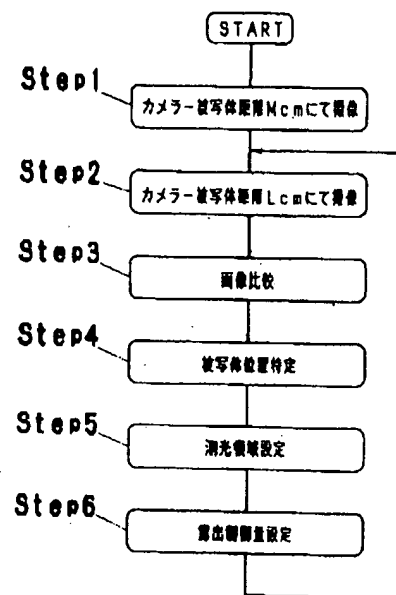 START
Step1
カメラー被写体距離Mcmにて撮像
Step2
カメラー被写体距離Lcmにて撮像
Step3
画像比較
Step4
被写体位置特定
Step5
測光領域設定
Step6
露出制御量設定